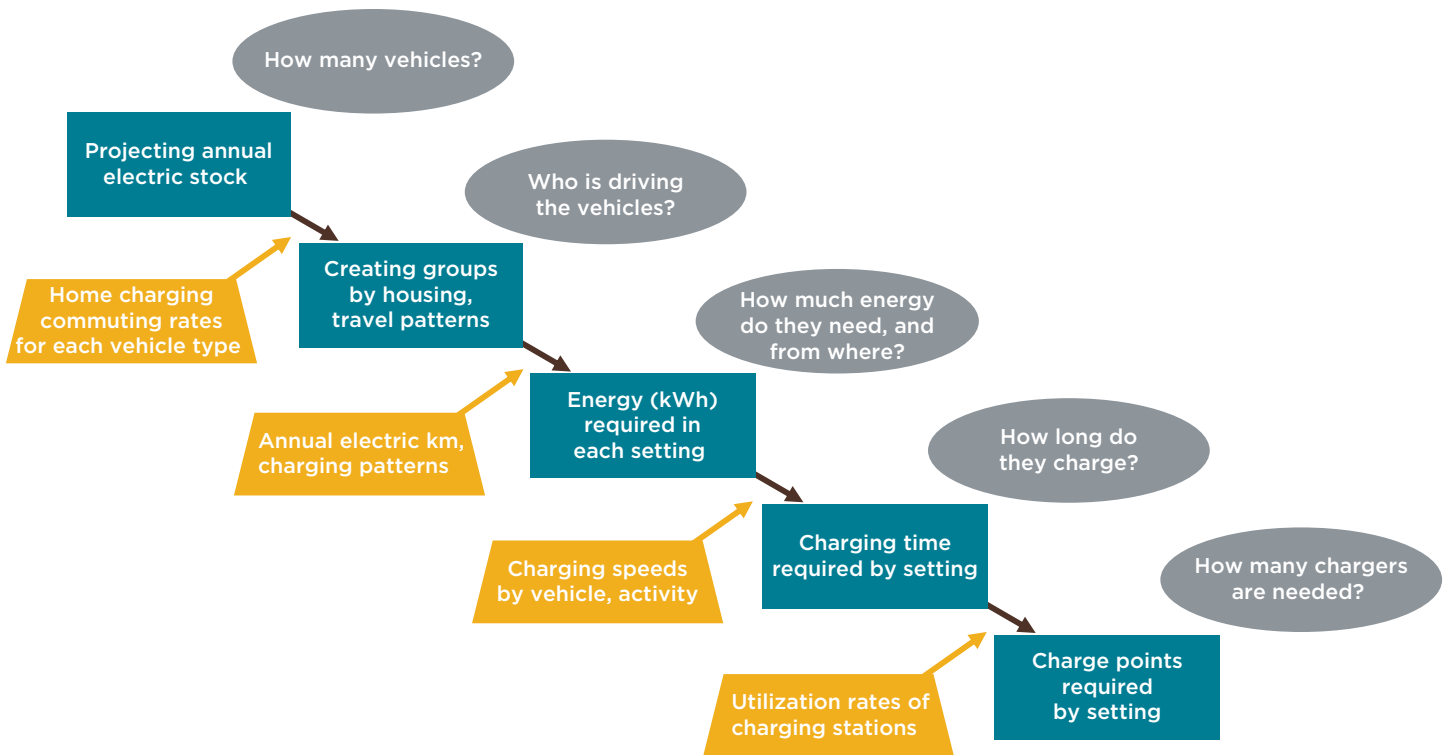 How many vehicles?
Projecting annual
electric stock
Who is driving
the vehicles?
Home charging
commuting rates
for each vehicle type
Creating groups
by housing,
travel patterns
How much energy
do they need, and
from where?
Annual electric km,
charging patterns
Energy (kWh)
required in
each setting
How long do
they charge?
Charging speeds
by vehicle, activity
Charging time
required by setting
How many chargers
are needed?
Utilization rates of
charging stations
Charge points
required
by setting